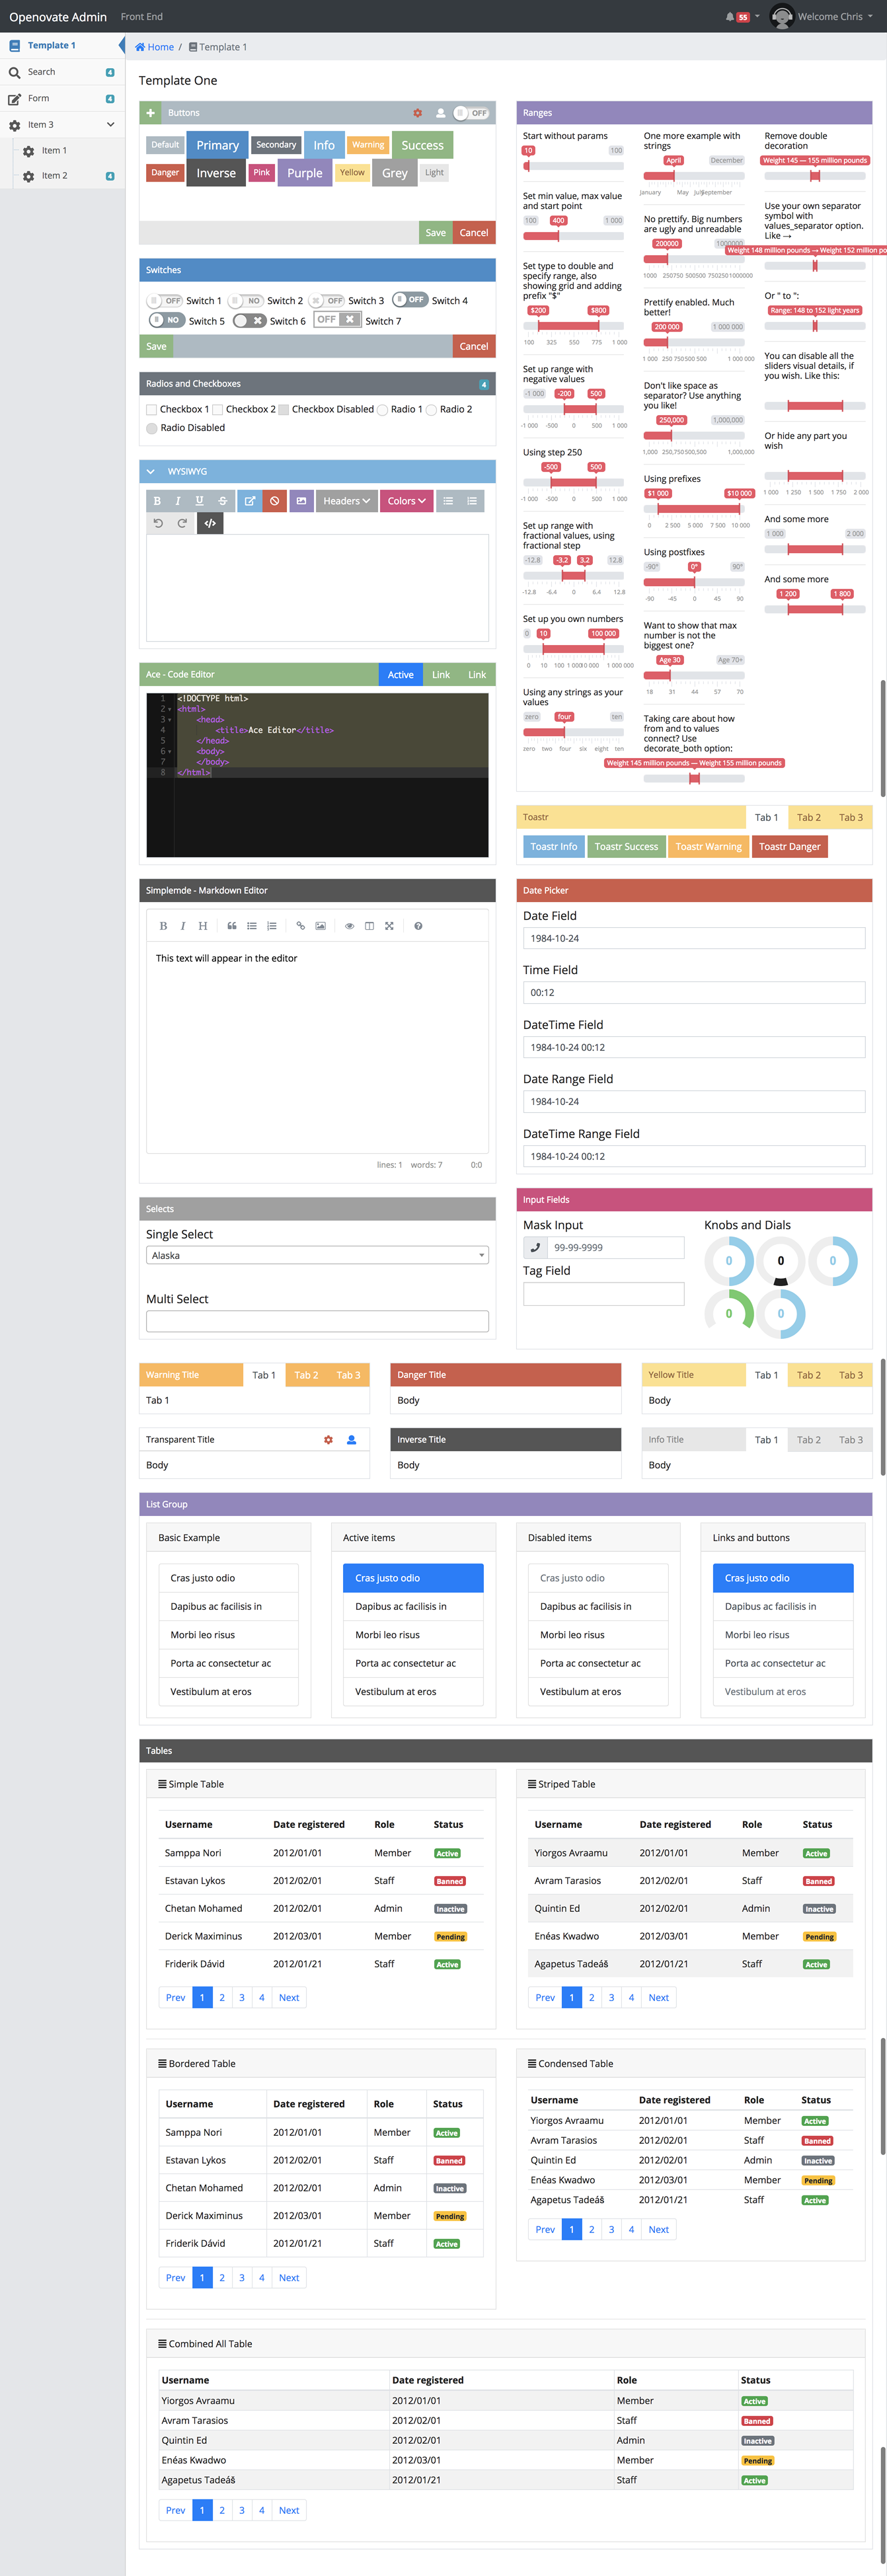 Openovate Admin Front End 55 Welcome Chris
Template 1
Search 4
Form 4
Item 3
Item 1
Item 2 4
Home / Template 1
Template One
Buttons OFF
Default Primary Secondary Info Warning Success
Danger Inverse Pink Purple Yellow Grey Light
Save Cancel
Switches
OFF Switch 1 NO Switch 2 OFF Switch 3 OFF Switch 4
NO Switch 5 Switch 6 OFF Switch 7
Save Cancel
Radios and Checkboxes 4
Checkbox 1 Checkbox 2 Checkbox Disabled Radio 1 Radio 2
Radio Disabled
WYSIWYG
B I U S Headers Colors
</>
Ace - Code Editor Active Link Link
1 <!DOCTYPE html>
2 <html>
3 <head>
4 <title>Ace Editor</title>
5 </head>
6 <body>
7 </body>
8 </html>
Ranges
Start without params
10 100
Set min value, max value
and start point
100 400 1 000
Set type to double and
specify range, also
showing grid and adding
prefix "$"
$200 $800
100 325 550 775 1 000
Set up range with
negative values
-1 000 -200 500
-1 000 -500 0 500 1 000
Using step 250
-500 500
-1 000 -500 0 500 1 000
Set up range with
fractional values, using
fractional step
-12.8 -3.2 3.2 12.8
-12.8 -6.4 0 6.4 12.8
Set up you own numbers
0 10 100 000
0 10 100 1 000 1 000 000
Using any strings as your
values
zero four ten
zero two four six eight ten
One more example with
strings
April December
January May September
No prettify. Big numbers
are ugly and unreadable
200000 1000000
1000 250750 500500 750250 1000000
Prettify enabled. Much
better!
200 000 1 000 000
1 000 250 750 500 500 1 000 000
Don't like space as
separator? Use anything
you like!
250,000 1,000,000
1,000 250,750 500,500 1,000,000
Using prefixes
$1 000 $10 000
0 2 500 5 000 7 500 10 000
Using postfixes
-90° 0° 90°
-90 -45 0 45 90
Want to show that max
number is not the
biggest one?
Age 30 Age 70+
18 31 44 57 70
Taking care about how
from and to values
connect? Use
decorate_both option:
Weight 145 million pounds — Weight 155 million pounds
Remove double
decoration
Weight 145 — 155 million pounds
Use your own separator
symbol with
values_separator option.
Like →
Weight 148 million pounds → Weight 152 million po
Or " to ":
Range: 148 to 152 light years
You can disable all the
sliders visual details, if
you wish. Like this:
Or hide any part you
wish
1 000 1 250 1 500 1 750 2 000
And some more
1 000 2 000
And some more
1 200 1 800
Toastr Tab 1 Tab 2 Tab 3
Toastr Info Toastr Success Toastr Warning Toastr Danger
Simplemde - Markdown Editor
B I H
This text will appear in the editor
lines: 1 words: 7 0:0
Date Picker
Date Field
1984-10-24
Time Field
00:12
DateTime Field
1984-10-24 00:12
Date Range Field
1984-10-24
DateTime Range Field
1984-10-24 00:12
Selects
Single Select
Alaska
Multi Select
Input Fields
Mask Input
99-99-9999
Tag Field
Knobs and Dials
0 0 0
0 0
Warning Title Tab 1 Tab 2 Tab 3
Tab 1
Danger Title
Body
Yellow Title Tab 1 Tab 2 Tab 3
Body
Transparent Title
Body
Inverse Title
Body
Info Title Tab 1 Tab 2 Tab 3
Body
List Group
Basic Example
Cras justo odio
Dapibus ac facilisis in
Morbi leo risus
Porta ac consectetur ac
Vestibulum at eros
Active items
Cras justo odio
Dapibus ac facilisis in
Morbi leo risus
Porta ac consectetur ac
Vestibulum at eros
Disabled items
Cras justo odio
Dapibus ac facilisis in
Morbi leo risus
Porta ac consectetur ac
Vestibulum at eros
Links and buttons
Cras justo odio
Dapibus ac facilisis in
Morbi leo risus
Porta ac consectetur ac
Vestibulum at eros
Tables
Simple Table
Username Date registered Role Status
Samppa Nori 2012/01/01 Member Active
Estavan Lykos 2012/02/01 Staff Banned
Chetan Mohamed 2012/02/01 Admin Inactive
Derick Maximinus 2012/03/01 Member Pending
Friderik Dávid 2012/01/21 Staff Active
Prev 1 2 3 4 Next
Striped Table
Username Date registered Role Status
Yiorgos Avraamu 2012/01/01 Member Active
Avram Tarasios 2012/02/01 Staff Banned
Quintin Ed 2012/02/01 Admin Inactive
Enéas Kwadwo 2012/03/01 Member Pending
Agapetus Tadeáš 2012/01/21 Staff Active
Prev 1 2 3 4 Next
Bordered Table
Username Date registered Role Status
Samppa Nori 2012/01/01 Member Active
Estavan Lykos 2012/02/01 Staff Banned
Chetan Mohamed 2012/02/01 Admin Inactive
Derick Maximinus 2012/03/01 Member Pending
Friderik Dávid 2012/01/21 Staff Active
Prev 1 2 3 4 Next
Condensed Table
Username Date registered Role Status
Yiorgos Avraamu 2012/01/01 Member Active
Avram Tarasios 2012/02/01 Staff Banned
Quintin Ed 2012/02/01 Admin Inactive
Enéas Kwadwo 2012/03/01 Member Pending
Agapetus Tadeáš 2012/01/21 Staff Active
Prev 1 2 3 4 Next
Combined All Table
Username Date registered Role Status
Yiorgos Avraamu 2012/01/01 Member Active
Avram Tarasios 2012/02/01 Staff Banned
Quintin Ed 2012/02/01 Admin Inactive
Enéas Kwadwo 2012/03/01 Member Pending
Agapetus Tadeáš 2012/01/21 Staff Active
Prev 1 2 3 4 Next